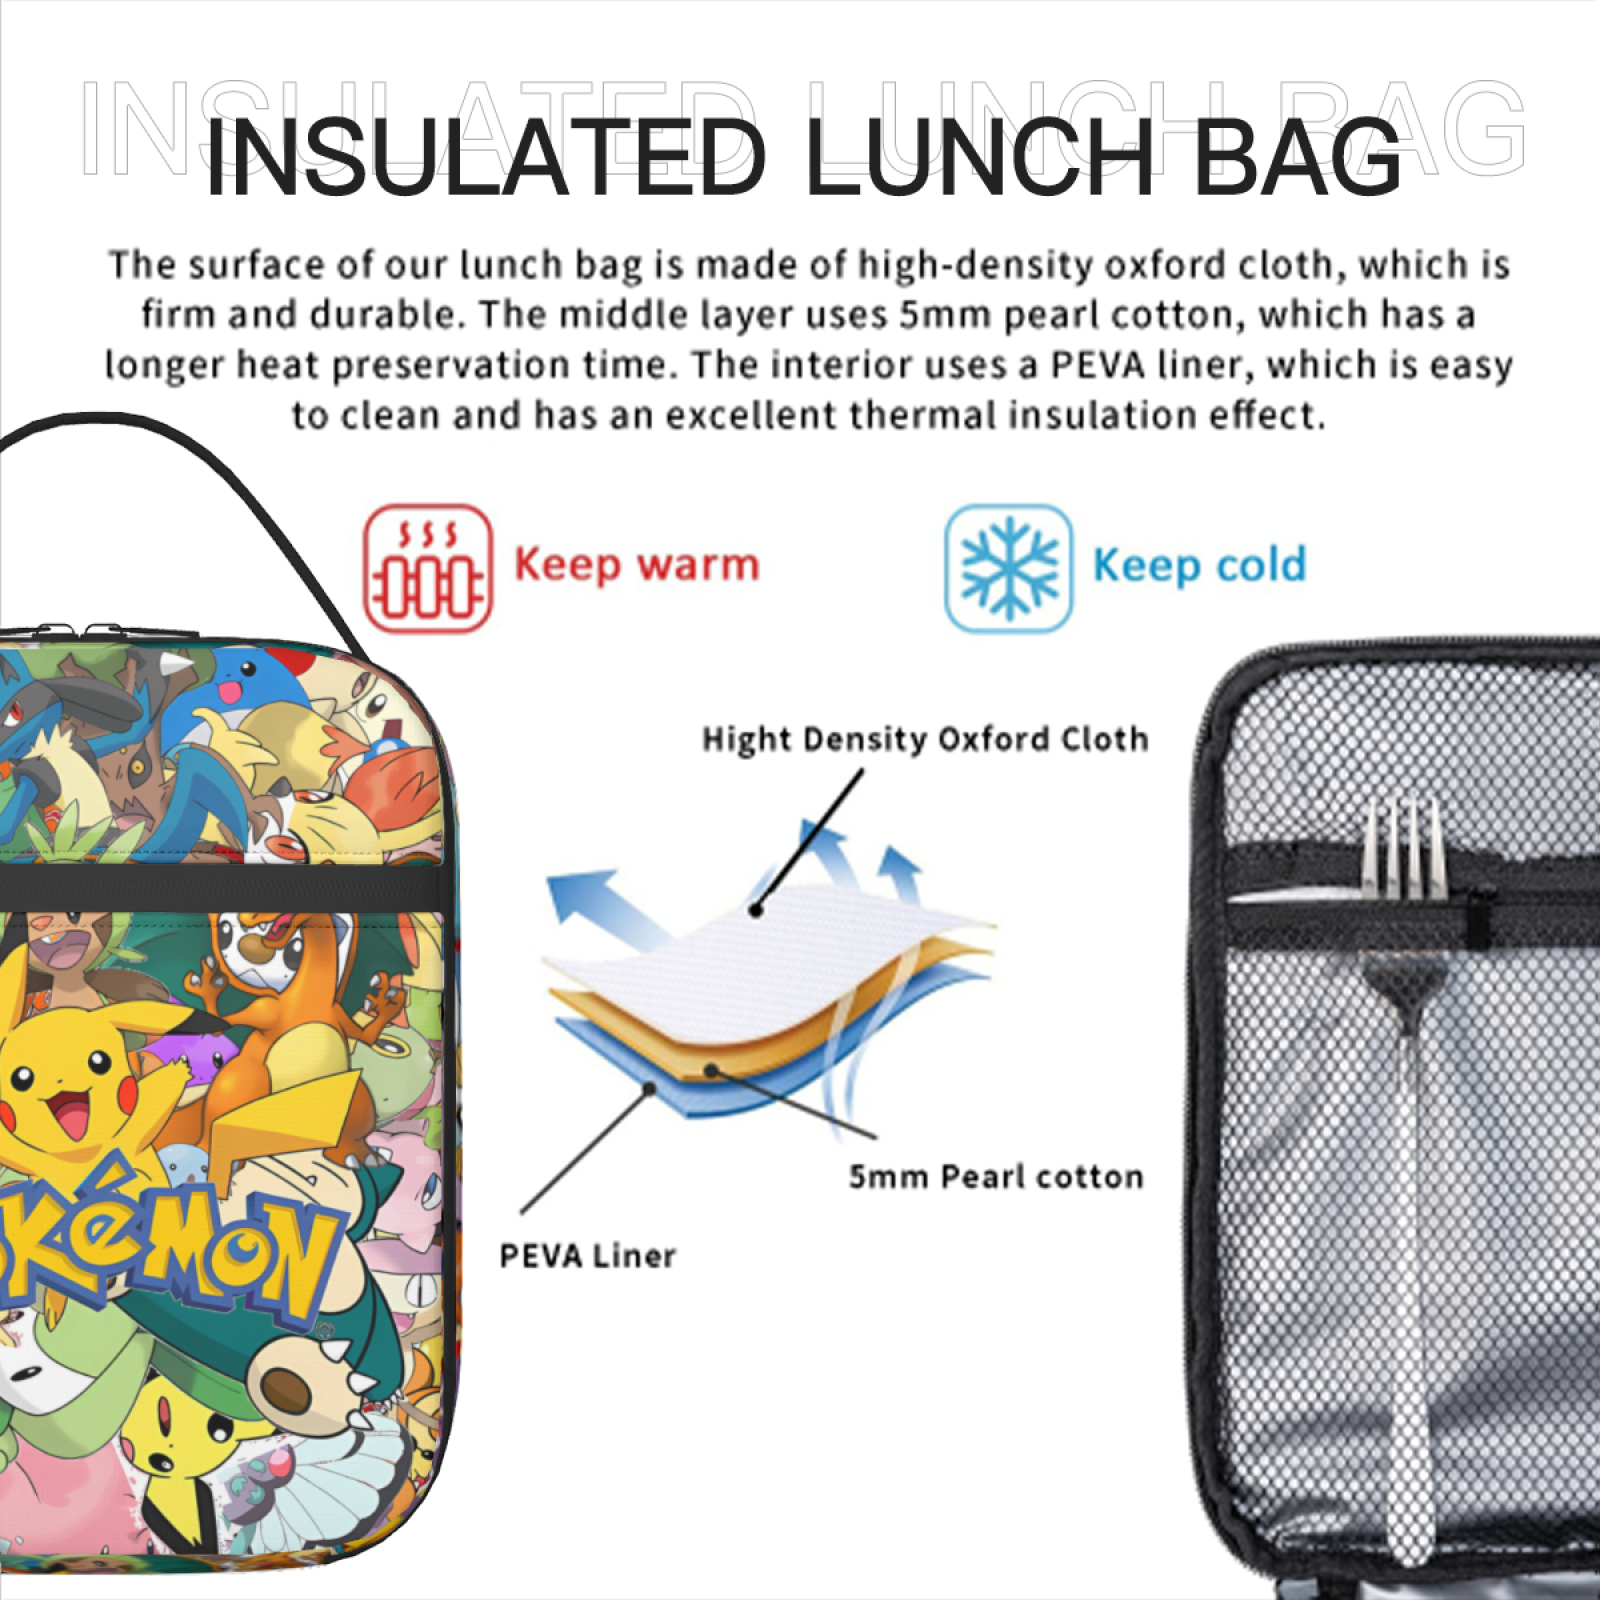 INSULATED LUNCH BAG
INSULATED LUNCH BAG
The surface of our lunch bag is made of high-density oxford cloth, which is
firm and durable. The middle layer uses 5mm pearl cotton, which has a
longer heat preservation time. The interior uses a PEVA liner, which is easy
to clean and has an excellent thermal insulation effect.
Keep warm
Keep cold
Hight Density Oxford Cloth
5mm Pearl cotton
PEVA Liner
OKéMON
®